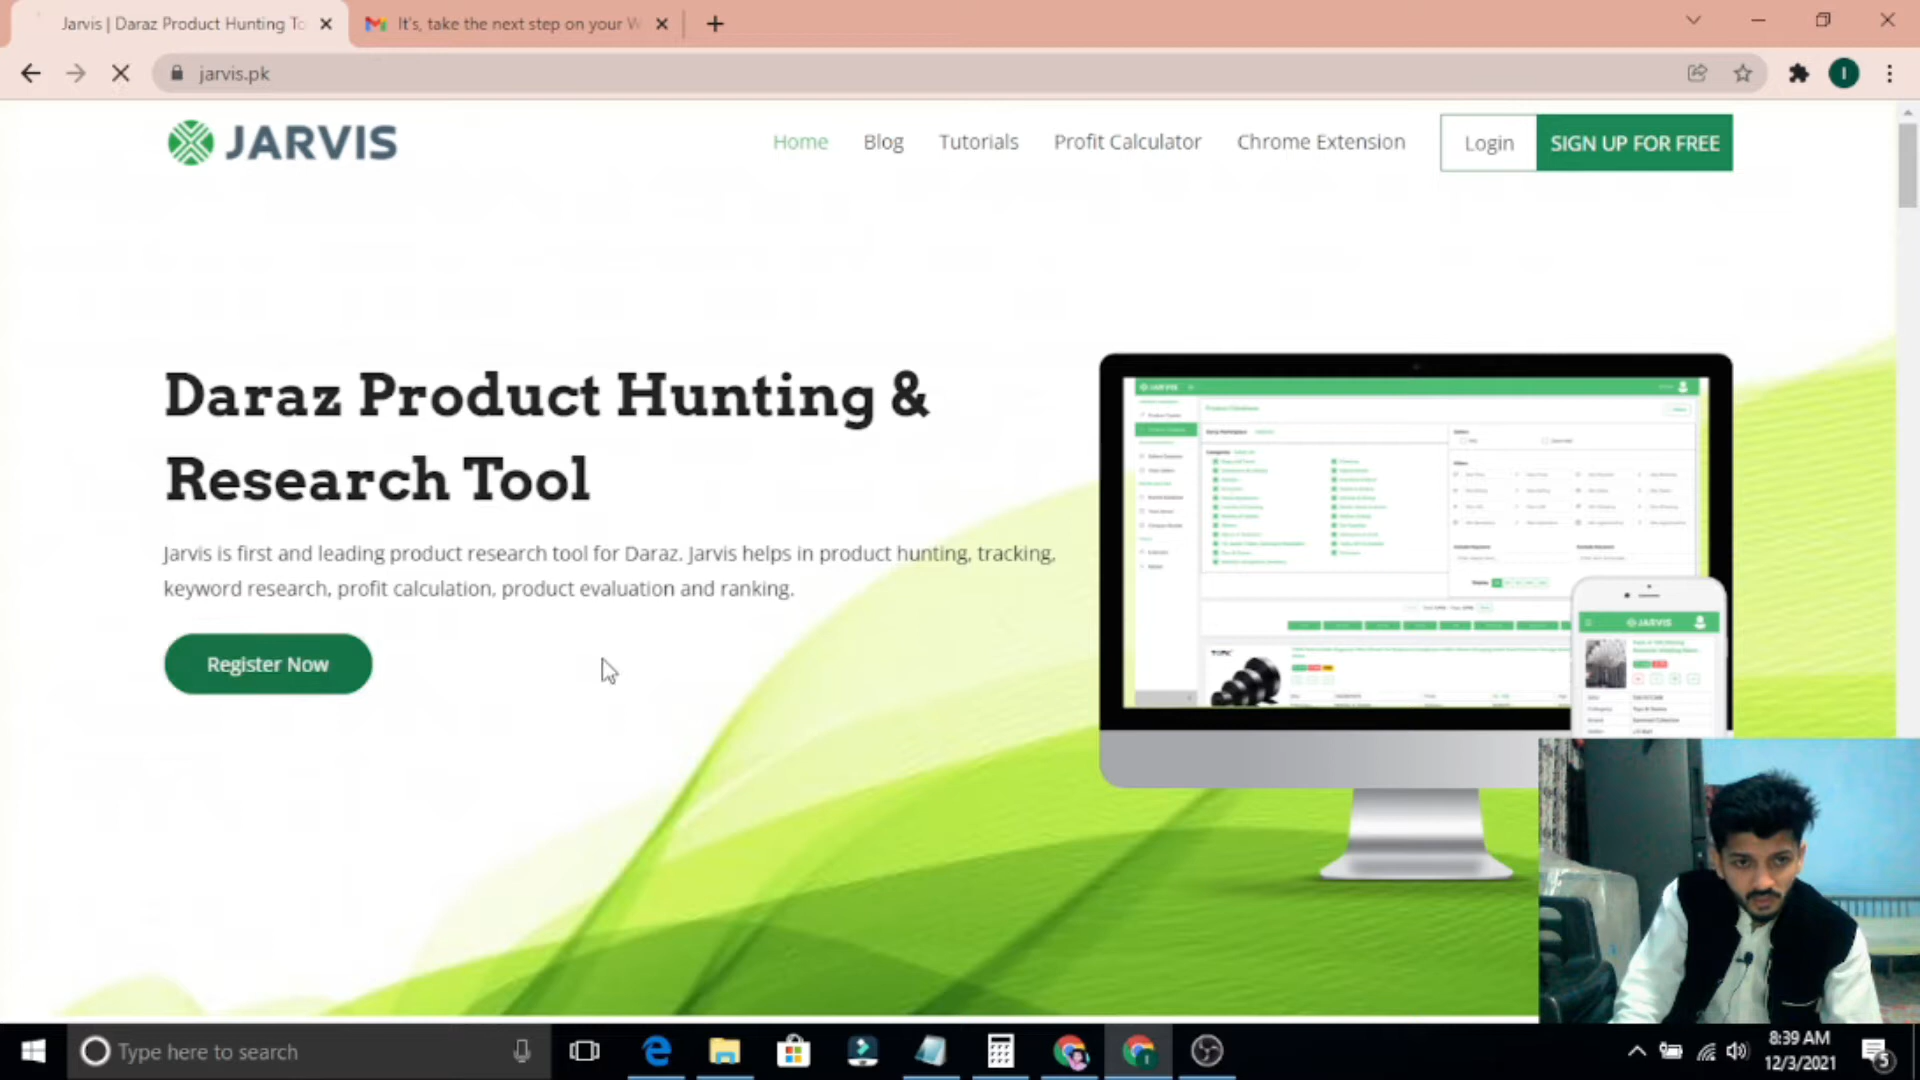 Jarvis | Daraz Product Hunting To
It's, take the next step on your W
jarvis.pk
I
JARVIS
Home
Blog
Tutorials
Profit Calculator
Chrome Extension
Login
SIGN UP FOR FREE
Daraz Product Hunting &
Research Tool
Jarvis is first and leading product research tool for Daraz. Jarvis helps in product hunting, tracking,
keyword research, profit calculation, product evaluation and ranking.
Register Now
JARVIS
JARVIS
Type here to search
8:39 AM
12/3/2021
5